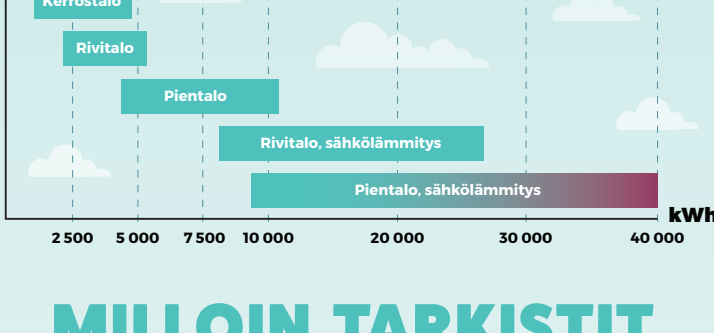 Kerrostalo
Rivitalo
Pientalo
Rivitalo, sähkölämmitys
Pientalo, sähkölämmitys
kWh
2 500 5 000 7 500 10 000 20 000 30 000 40 000
MILLOIN TARKISTIT